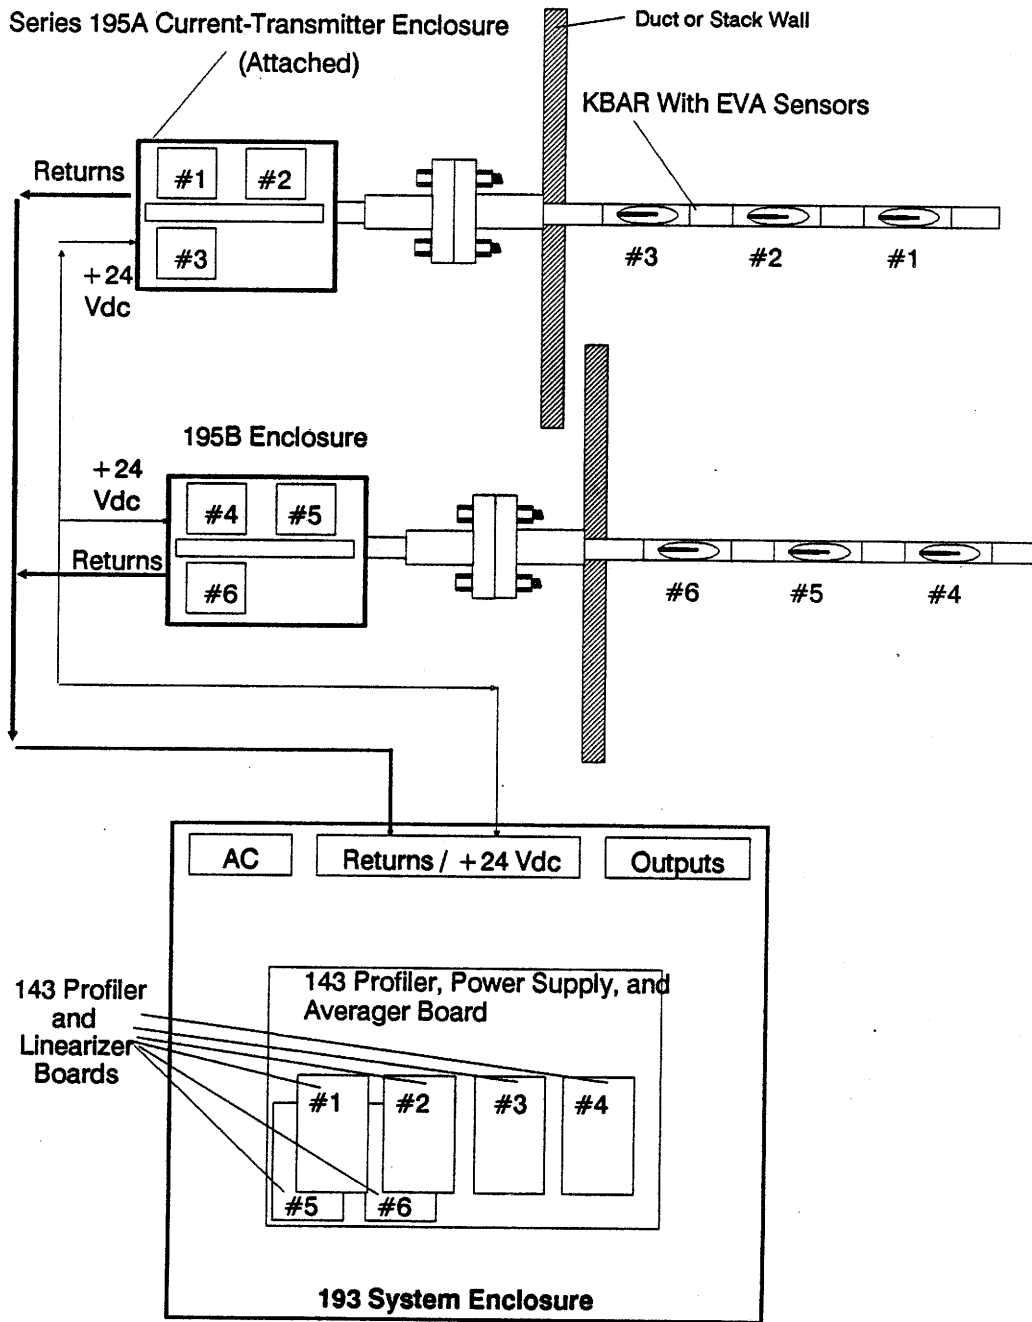 Series 195A Current-Transmitter Enclosure
(Attached)
Duct or Stack Wall
KBAR With EVA Sensors
Returns
#1
#2
#3
+24
Vdc
#3
#2
#1
195B Enclosure
+24
Vdc
Returns
#4
#5
#6
#6
#5
#4
AC
Returns / +24 Vdc
Outputs
143 Profiler
and
Linearizer
Boards
143 Profiler, Power Supply, and
Averager Board
#1
#2
#3
#4
#5
#6
193 System Enclosure